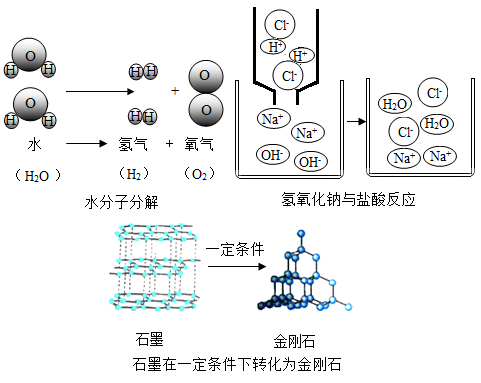 O
H H
O
H H
HH
HH
+
O
O
水
氢气 + 氧气
（H₂O ） （H₂） （O₂）
水分子分解
Cl-
H+
H+
Cl-
Na+
Na+
OH-
OH-
Cl-
H2O
H2O
Cl-
Na+
Na+
氢氧化钠与盐酸反应
一定条件
石墨
金刚石
石墨在一定条件下转化为金刚石